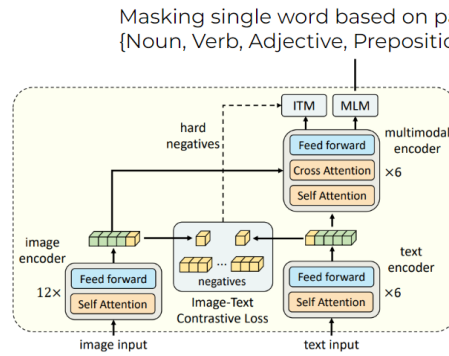 Masking single word based on pa
{Noun, Verb, Adjective, Prepositio
ITM
MLM
hard
negatives
Feed forward
Cross Attention
Self Attention
multimodal
encoder
×6
image
encoder
12×
Feed forward
Self Attention
negatives
...
Image-Text
Contrastive Loss
Feed forward
Self Attention
text
encoder
×6
image input
text input